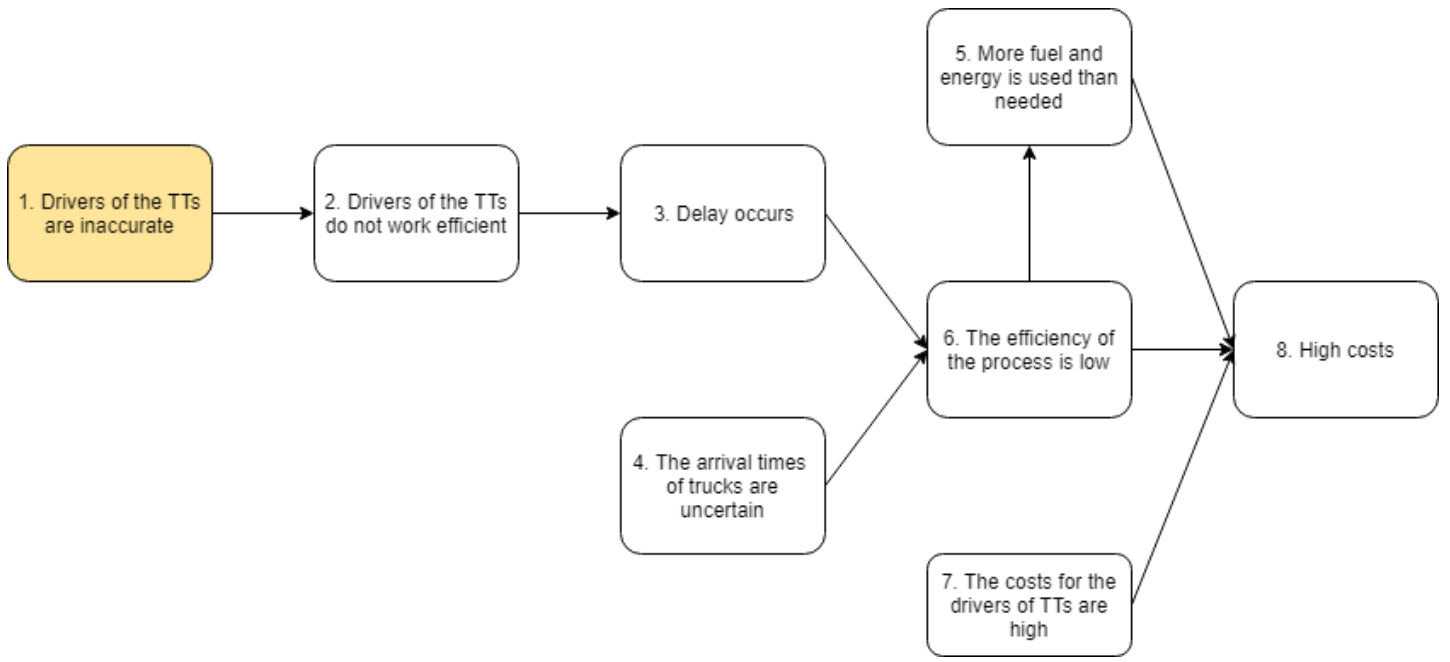 1. Drivers of the TTs
are inaccurate
2. Drivers of the TTs
do not work efficient
3. Delay occurs
4. The arrival times
of trucks are
uncertain
5. More fuel and
energy is used than
needed
6. The efficiency of
the process is low
7. The costs for the
drivers of TTs are
high
8. High costs